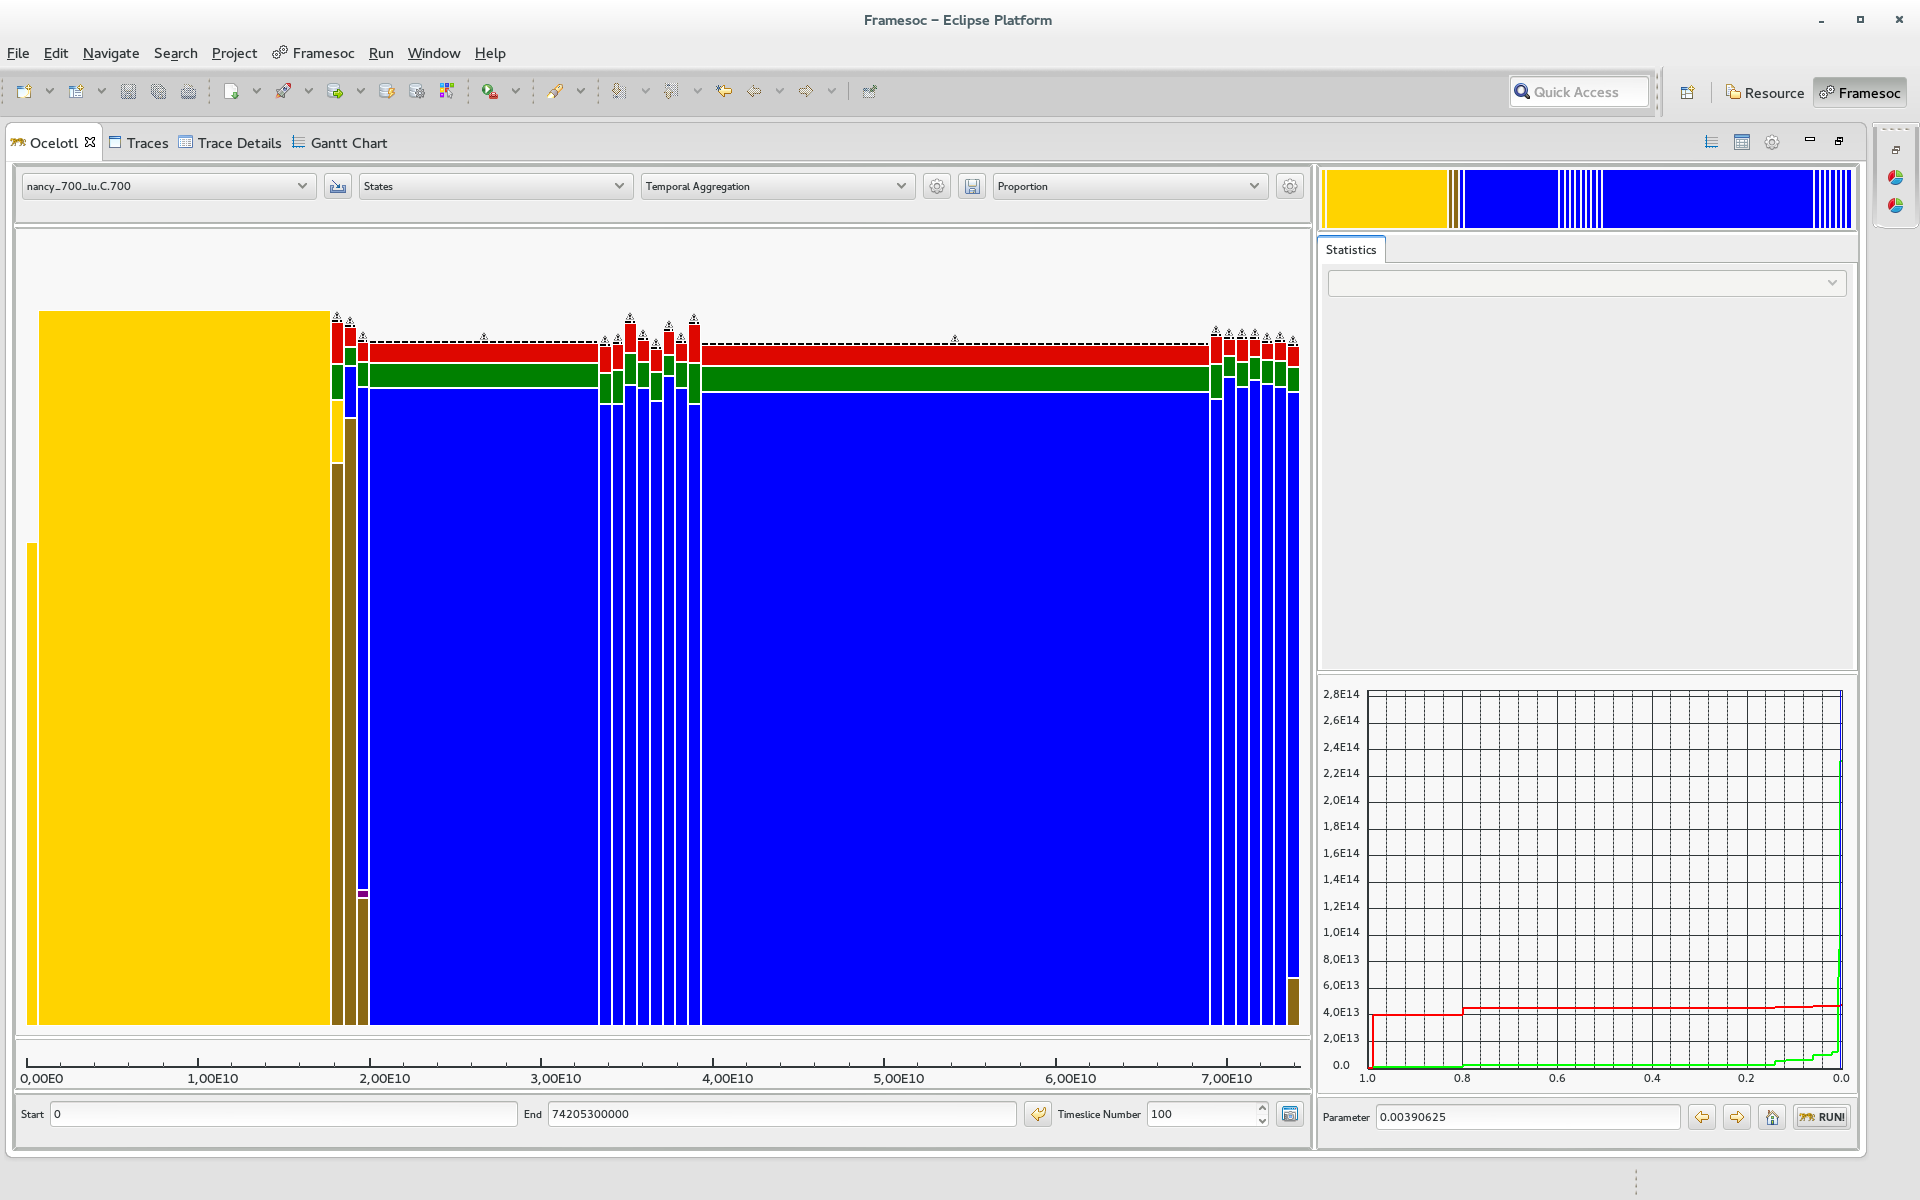 Framesoc – Eclipse Platform
File Edit Navigate Search Project Framesoc Run Window Help
Quick Access
Resource
Framesoc
Ocelotl
Traces
Trace Details
Gantt Chart
nancy_700_lu.C.700
States
Temporal Aggregation
Proportion
Statistics
2,8E14
2,6E14
2,4E14
2,2E14
2,0E14
1,8E14
1,6E14
1,4E14
1,2E14
1,0E14
8,0E13
6,0E13
4,0E13
2,0E13
0.0
1.0 0.8 0.6 0.4 0.2 0.0
0,00E0 1,00E10 2,00E10 3,00E10 4,00E10 5,00E10 6,00E10 7,00E10
Start 0 End 74205300000 Timeslice Number 100
Parameter 0.00390625 RUN!